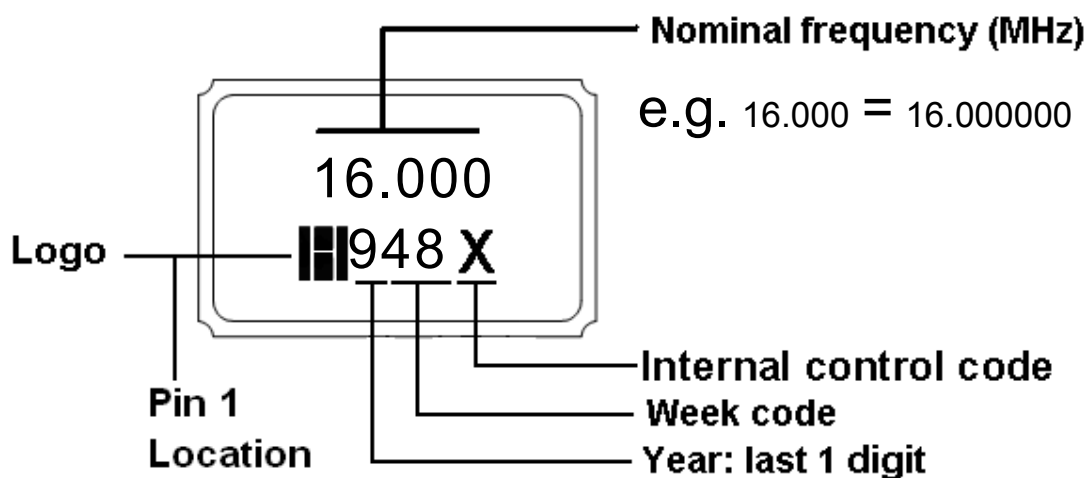 Nominal frequency (MHz)
e.g. 16.000 = 16.000000
16.000
Logo
948 X
Internal control code
Pin 1
Location
Week code
Year: last 1 digit